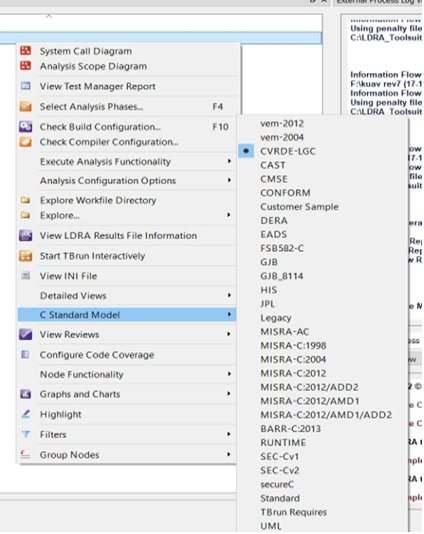 External Process Log
Using penalty file
C:\LDRA_Toolsuit
Information Flow
F:\kuav rev7 (17-1
Information Flow
Using penalty file
C:\LDRA_Toolsuit
System Call Diagram
Analysis Scope Diagram
View Test Manager Report
Select Analysis Phases... F4
Check Build Configuration... F10
Check Compiler Configuration...
Execute Analysis Functionality
Analysis Configuration Options
Explore Workfile Directory
Explore...
View LDRA Results File Information
Start TBrun Interactively
View INI File
Detailed Views
C Standard Model
View Reviews
Configure Code Coverage
Node Functionality
Graphs and Charts
Highlight
Filters
Group Nodes
vem-2012
vem-2004
CVRDE-LGC
CAST
CMSE
CONFORM
Customer Sample
DERA
EADS
FSB582-C
GJB
GJB_8114
HIS
JPL
Legacy
MISRA-AC
MISRA-C:1998
MISRA-C:2004
MISRA-C:2012
MISRA-C:2012/ADD2
MISRA-C:2012/AMD1
MISRA-C:2012/AMD1/ADD2
BARR-C:2013
RUNTIME
SEC-Cv1
SEC-Cv2
secureC
Standard
TBrun Requires
UML